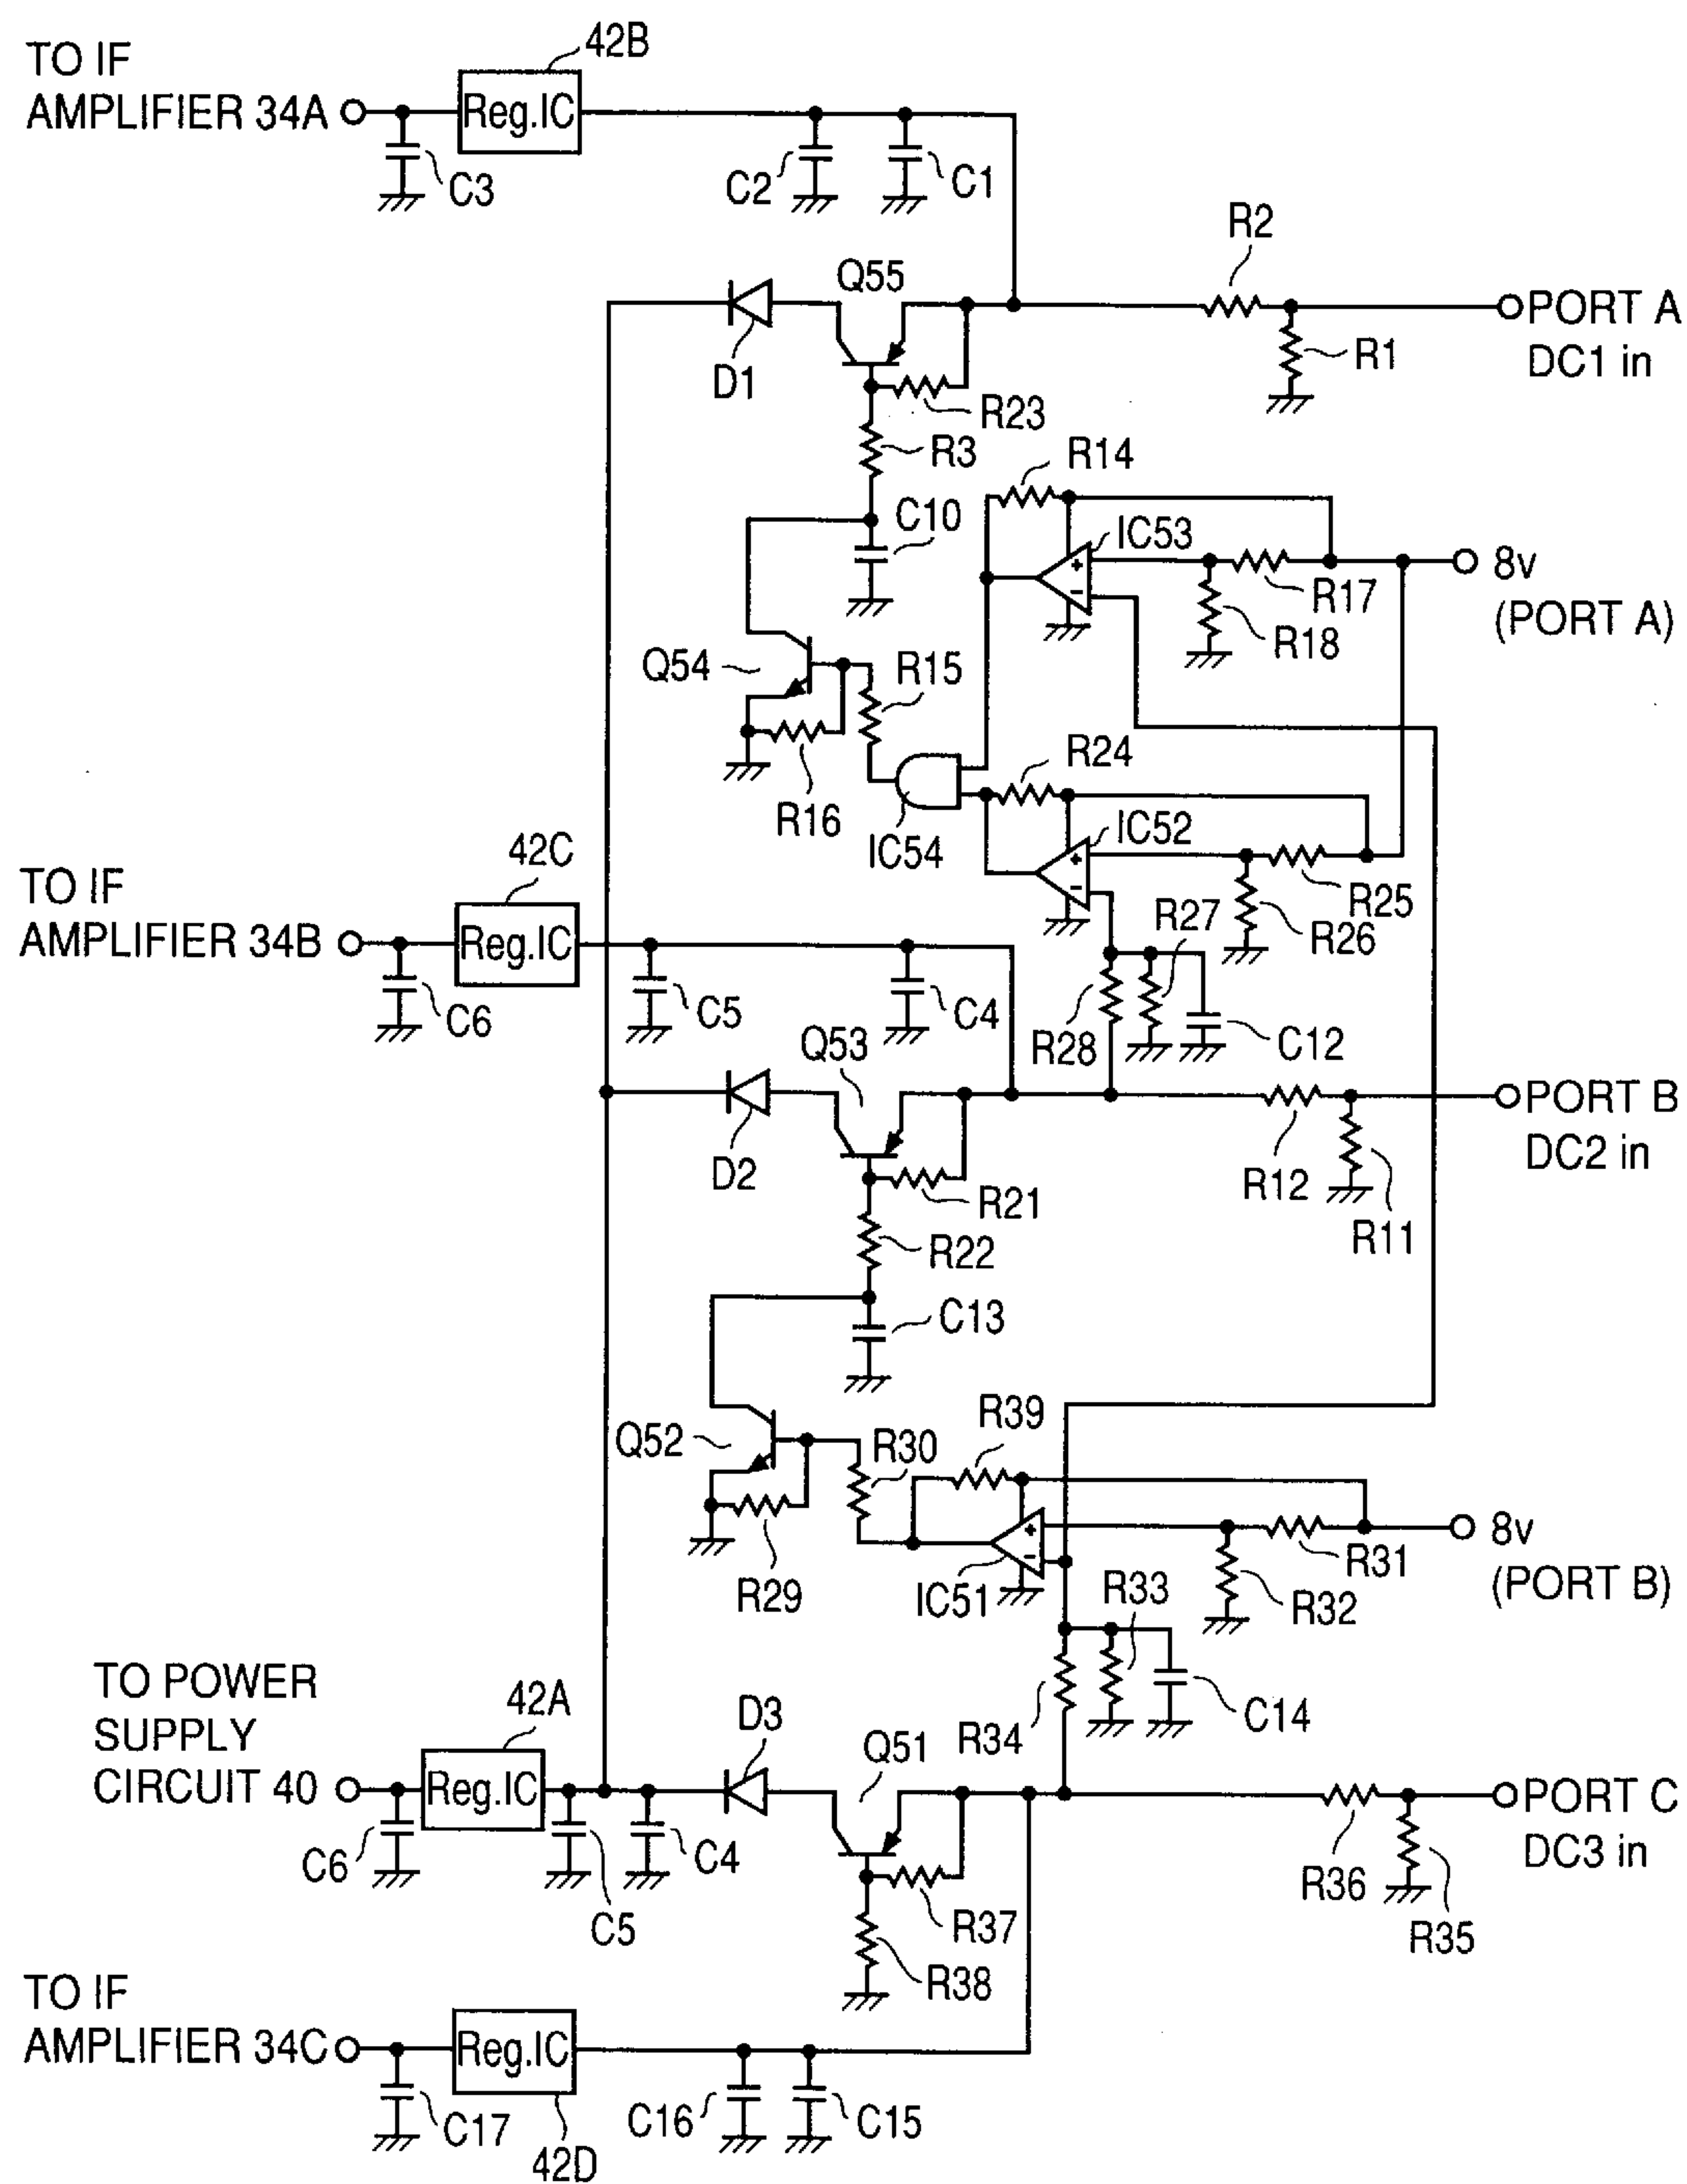 TO IF
AMPLIFIER 34A
42B
Reg.IC
C3
C2
C1
R2
Q55
PORT A
DC1 in
R1
D1
R23
R3
R14
C10
IC53
8v
(PORT A)
R17
R18
Q54
R15
R24
R16
IC54
IC52
+
-
+
-
TO IF
AMPLIFIER 34B
42C
Reg.IC
R25
R26
R27
C6
C5
C4
R28
C12
Q53
PORT B
DC2 in
D2
R12
R11
R21
R22
C13
R39
Q52
R30
8v
(PORT B)
+
-
R31
R29
IC51
R33
R32
TO POWER
SUPPLY
CIRCUIT 40
42A
Reg.IC
D3
Q51
R34
C14
PORT C
DC3 in
C6
C4
C5
R36
R35
R37
R38
TO IF
AMPLIFIER 34C
Reg.IC
C17
42D
C16
C15